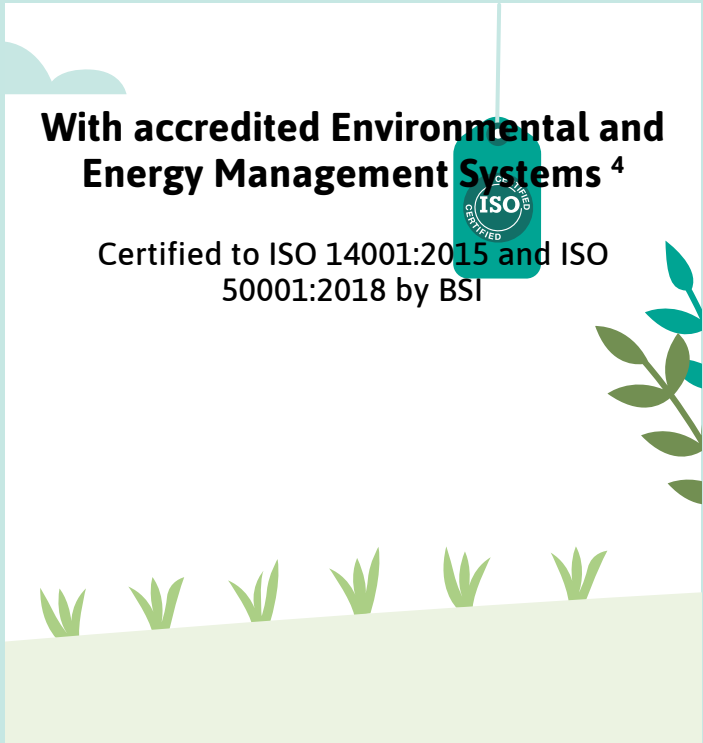 With accredited Environmental and
Energy Management Systems ⁴
CERTIFIED
ISO
CERTIFIED
Certified to ISO 14001:2015 and ISO
50001:2018 by BSI